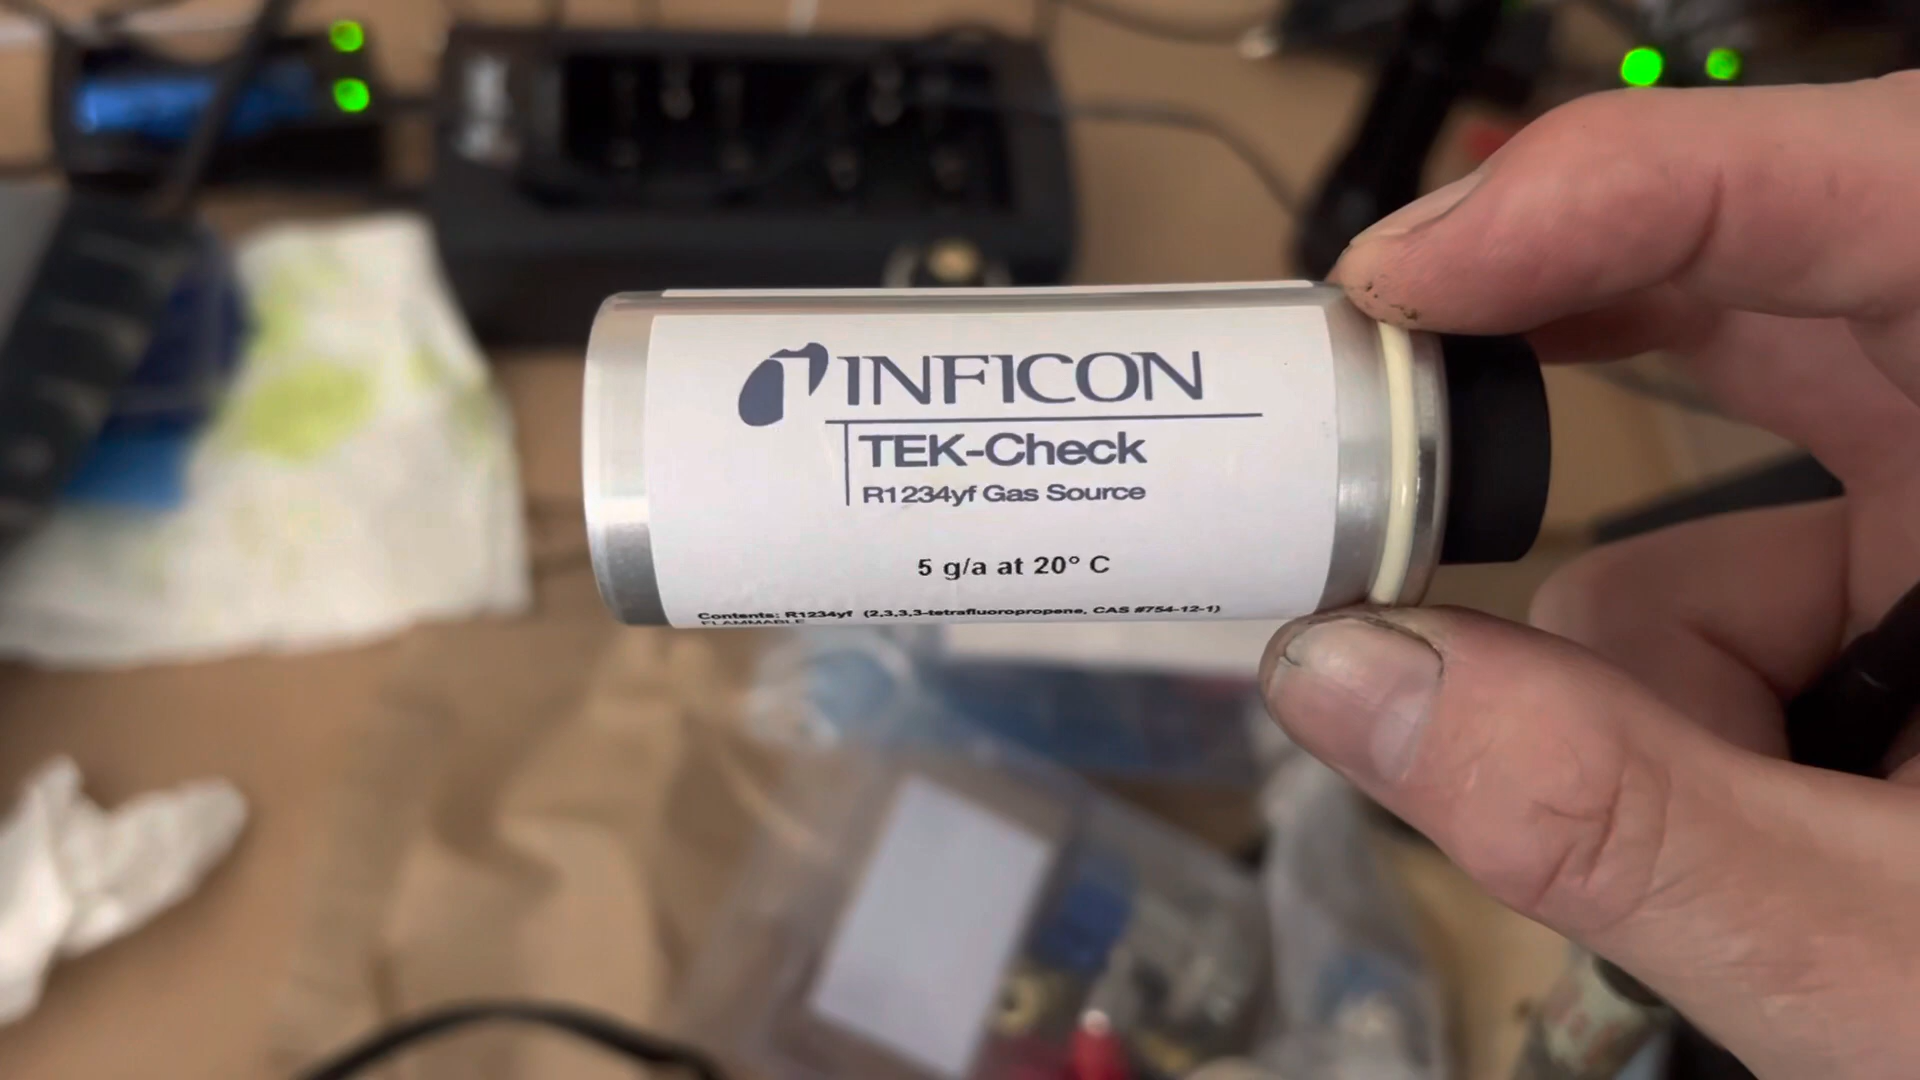 INFICON
TEK-Check
R1234yf Gas Source
5 g/a at 20° C
Contents: R1234yf (2,3,3,3-tetrafluoropropene, CAS #754-12-1)
FLAMMABLE